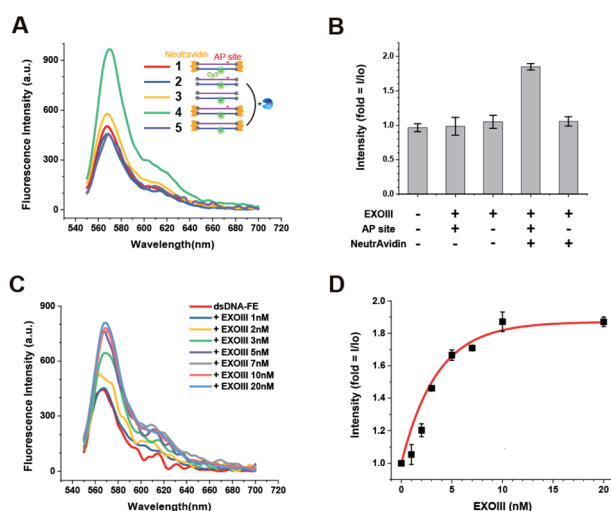 A
Fluorescence Intensity (a.u.)
900
600
300
0
540 560 580 600 620 640 660 680 700 720
Wavelength(nm)
Neutravidin
AP site
Cy3
1
2
3
4
5
B
Intensity (fold = I/Io)
2.0
1.5
1.0
0.5
0.0
EXOIII - + + + +
AP site - + - + -
NeutrAvidin - - - + +
C
Fluorescence Intensity (a.u.)
900
600
300
0
540 560 580 600 620 640 660 680 700 720
Wavelength(nm)
dsDNA-FE
+ EXOIII 1nM
+ EXOIII 2nM
+ EXOIII 3nM
+ EXOIII 5nM
+ EXOIII 7nM
+ EXOIII 10nM
+ EXOIII 20nM
D
Intensity (fold = I/Io)
2.0
1.8
1.6
1.4
1.2
1.0
0 5 10 15 20
EXOIII (nM)